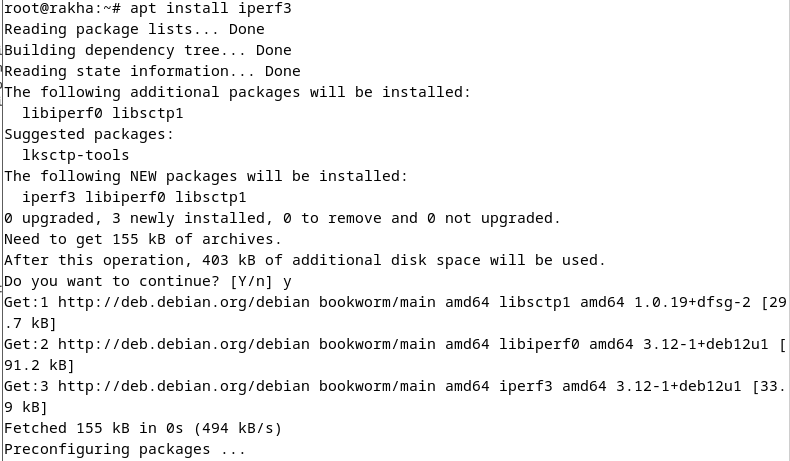 root@rakha:~# apt install iperf3
Reading package lists... Done
Building dependency tree... Done
Reading state information... Done
The following additional packages will be installed:
  libiperf0 libsctp1
Suggested packages:
  lksctp-tools
The following NEW packages will be installed:
  iperf3 libiperf0 libsctp1
0 upgraded, 3 newly installed, 0 to remove and 0 not upgraded.
Need to get 155 kB of archives.
After this operation, 403 kB of additional disk space will be used.
Do you want to continue? [Y/n] y
Get:1 http://deb.debian.org/debian bookworm/main amd64 libsctp1 amd64 1.0.19+dfsg-2 [29
.7 kB]
Get:2 http://deb.debian.org/debian bookworm/main amd64 libiperf0 amd64 3.12-1+deb12u1 [
91.2 kB]
Get:3 http://deb.debian.org/debian bookworm/main amd64 iperf3 amd64 3.12-1+deb12u1 [33.
9 kB]
Fetched 155 kB in 0s (494 kB/s)
Preconfiguring packages ...